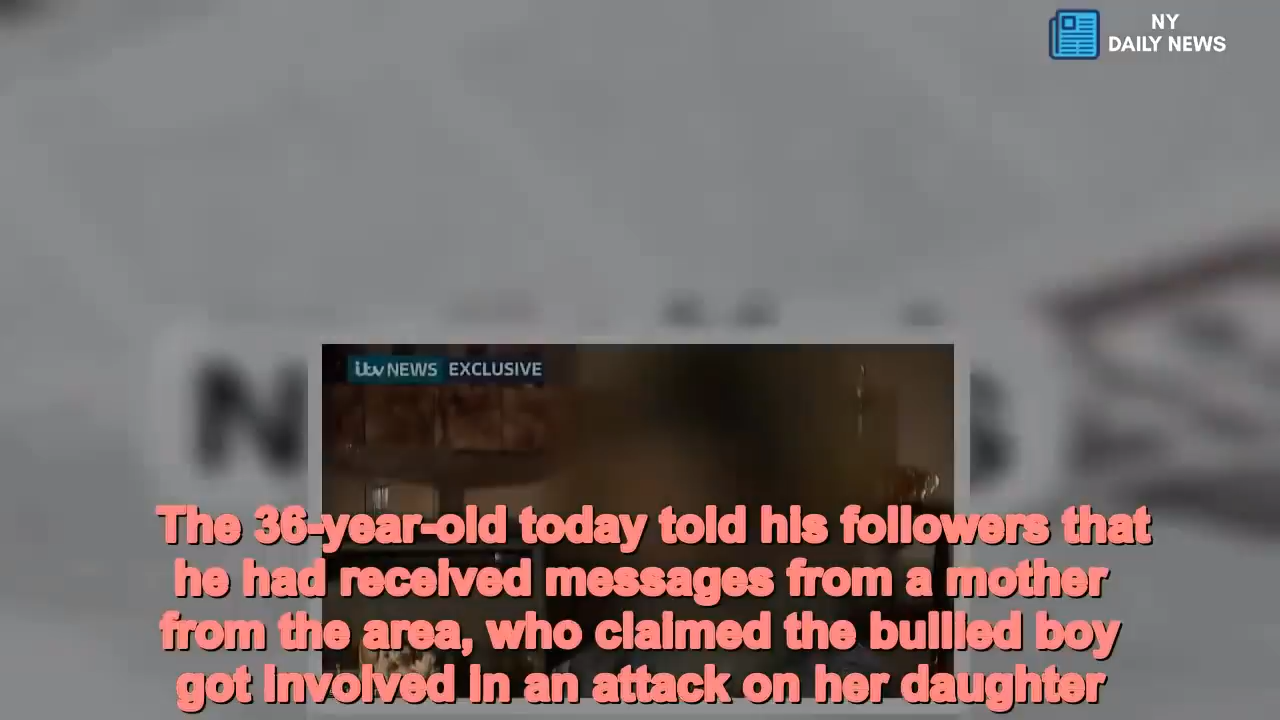 NY
DAILY NEWS
itv NEWS EXCLUSIVE
The 36-year-old today told his followers that
he had received messages from a mother
from the area, who claimed the bullied boy
got involved in an attack on her daughter